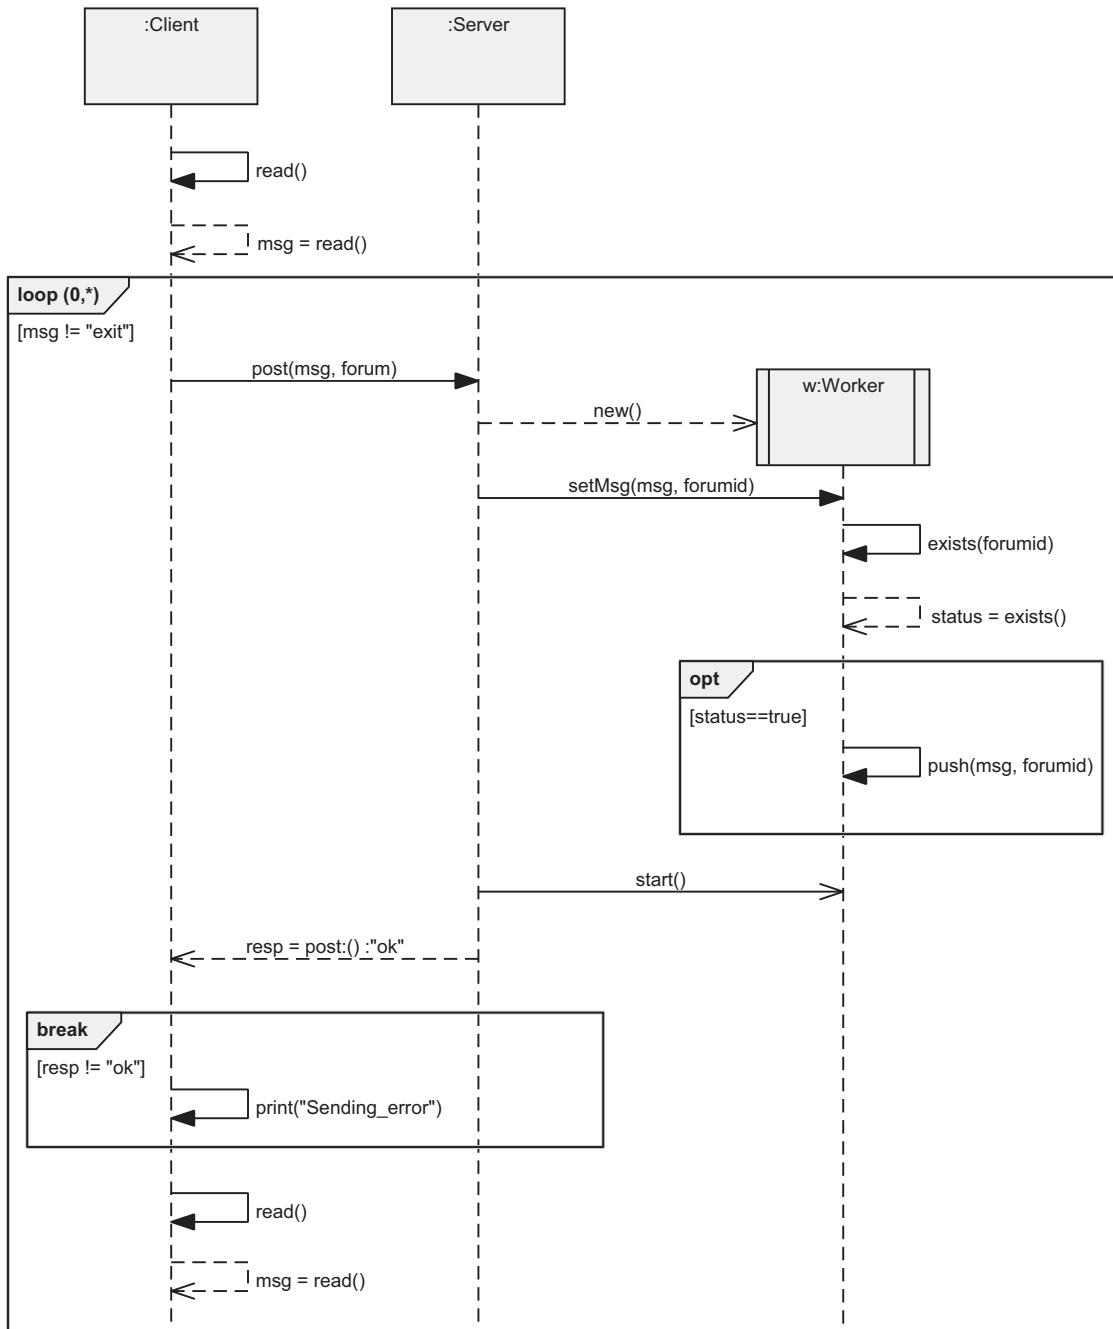 :Client
:Server
read()
msg = read()
loop (0,*)
[msg != "exit"]
post(msg, forum)
w:Worker
new()
setMsg(msg, forumid)
exists(forumid)
status = exists()
opt
[status==true]
push(msg, forumid)
start()
resp = post:() :"ok"
break
[resp != "ok"]
print("Sending_error")
read()
msg = read()